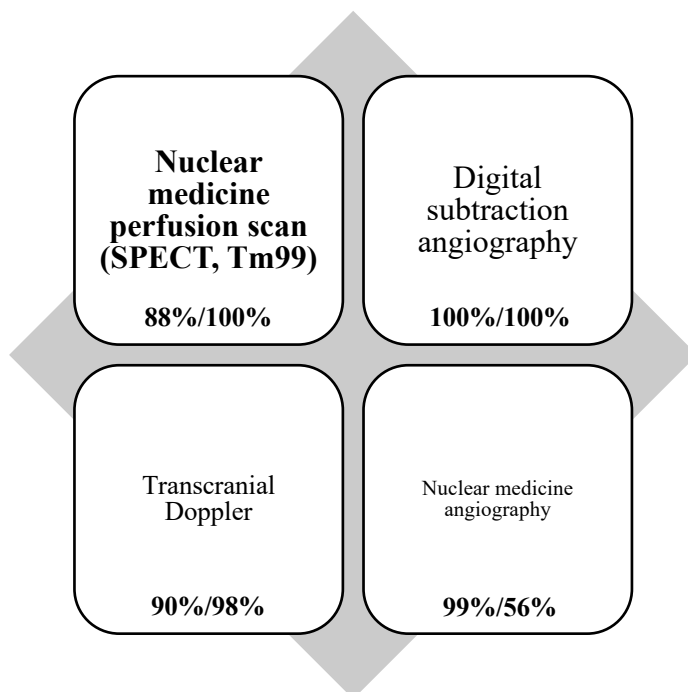 Nuclear
medicine
perfusion scan
(SPECT, Tm99)
88%/100%
Digital
subtraction
angiography
100%/100%
Transcranial
Doppler
90%/98%
Nuclear medicine
angiography
99%/56%